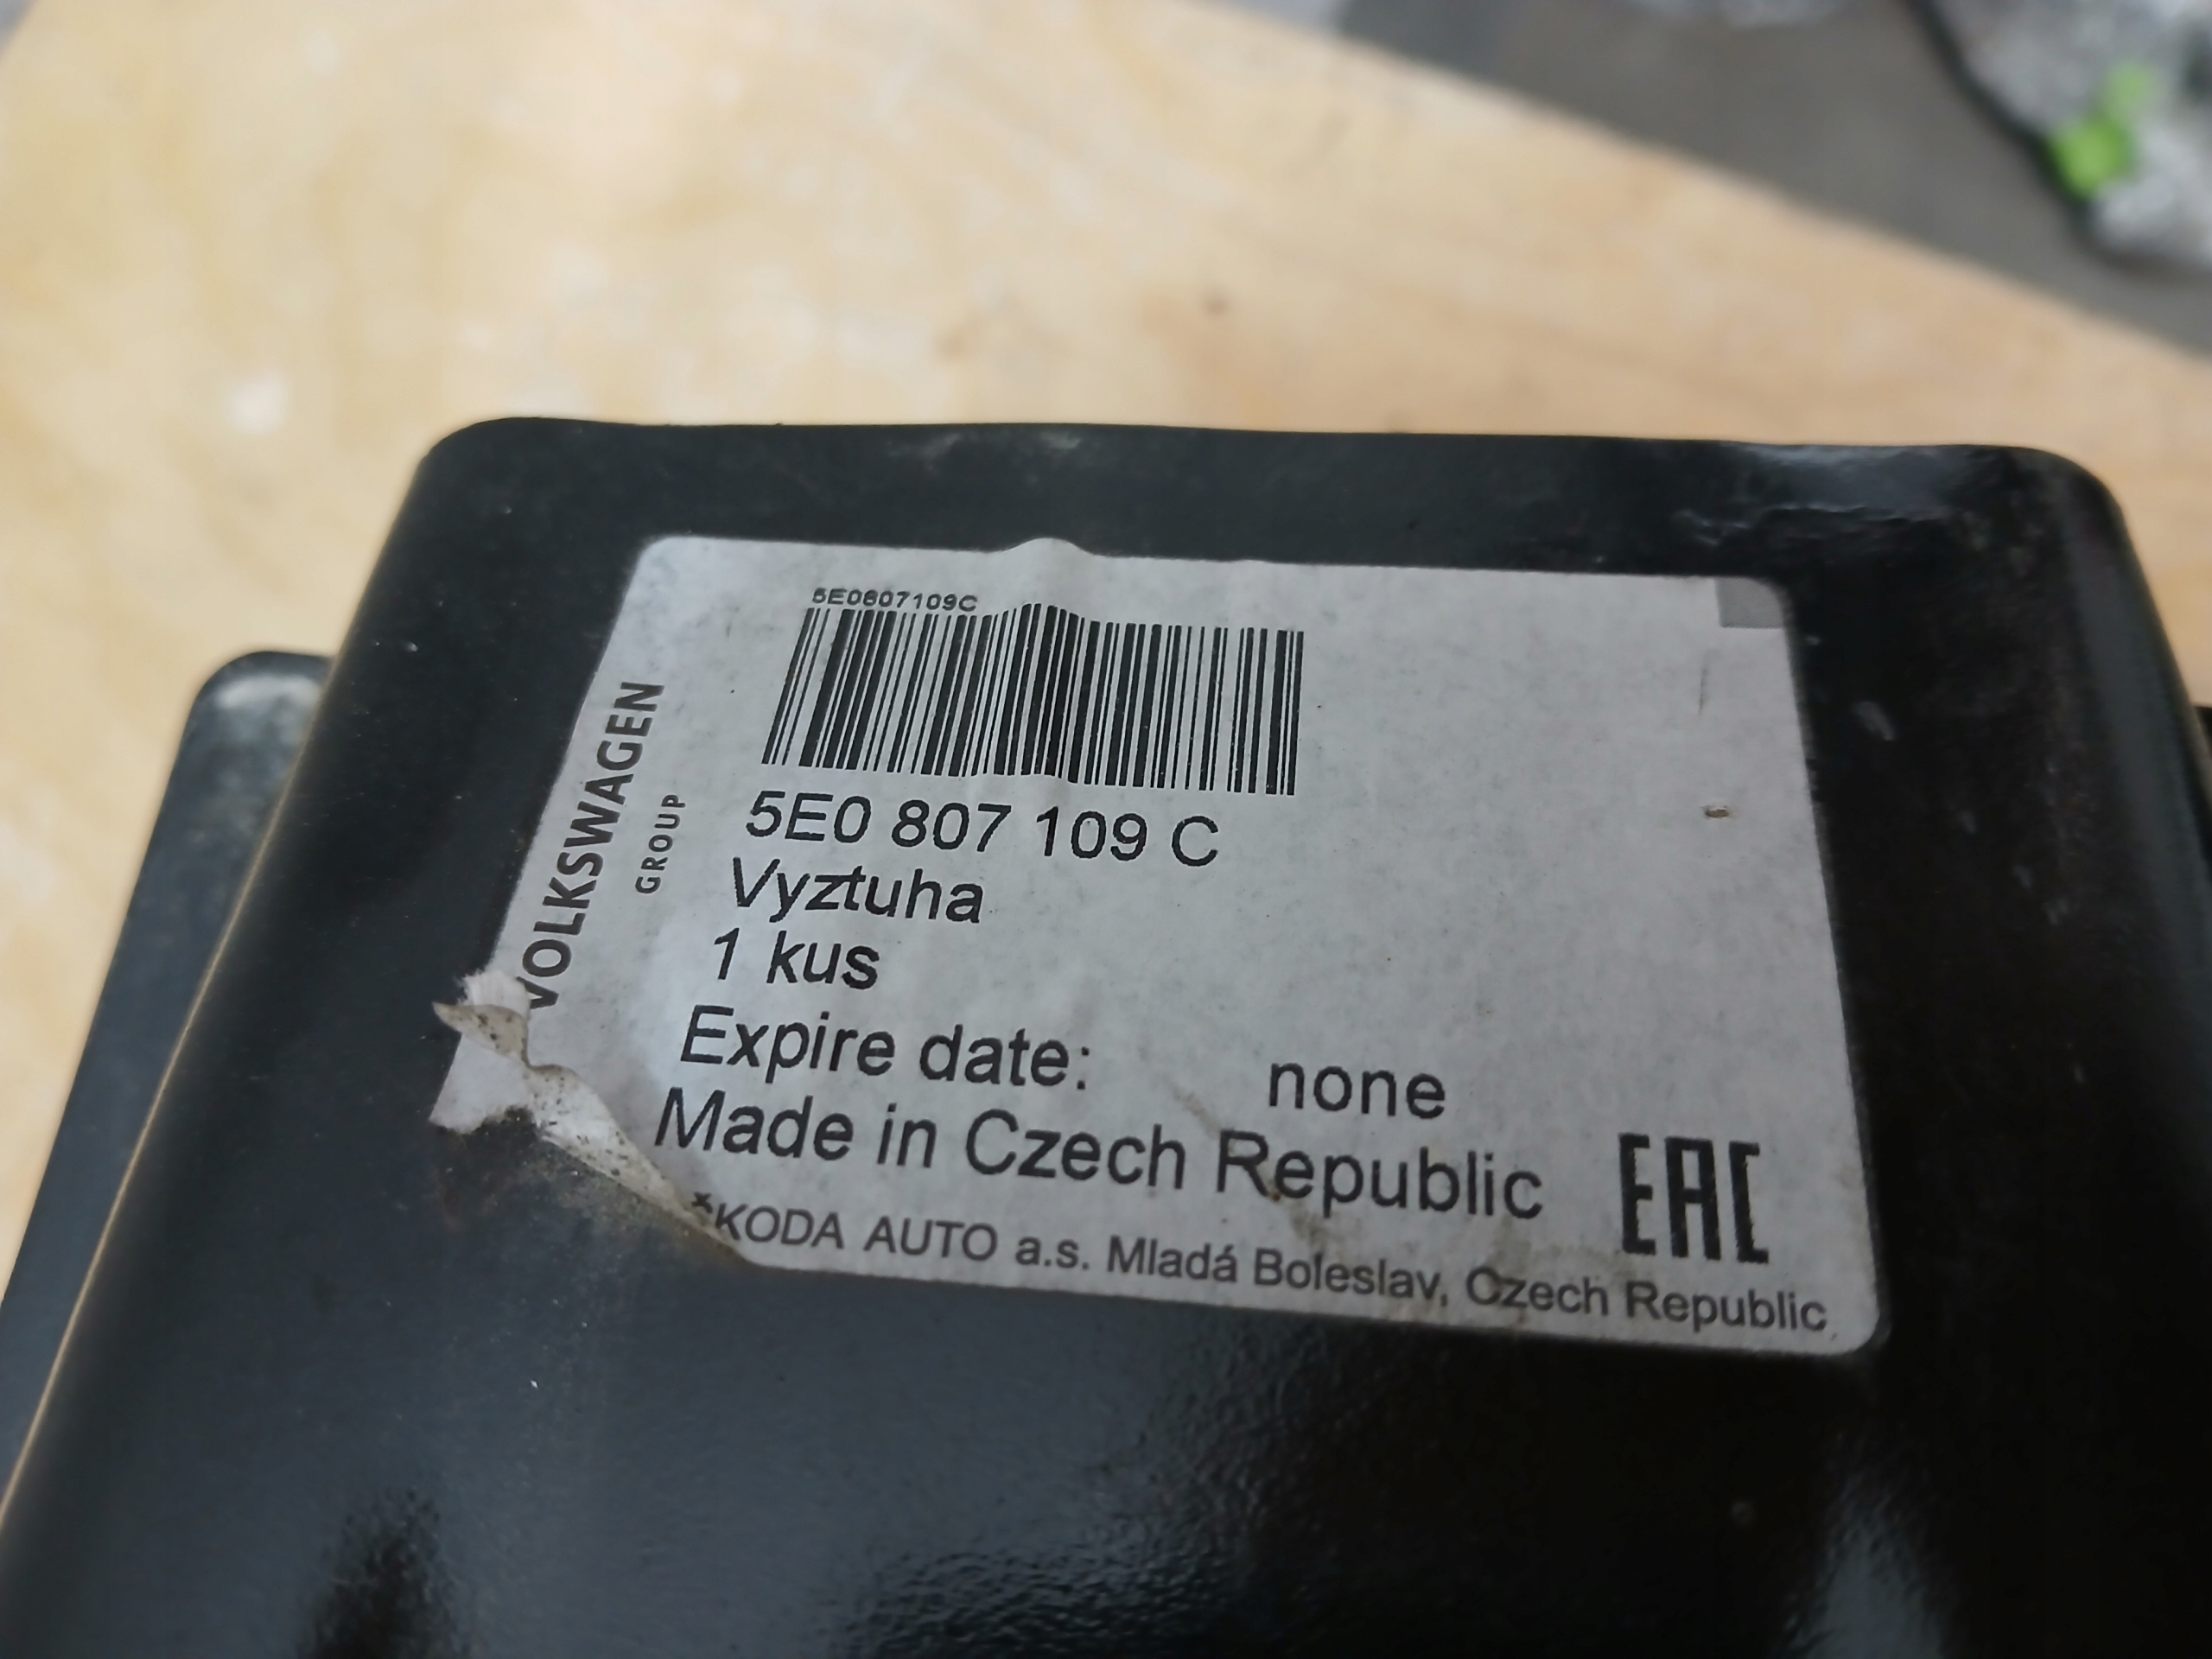 5E0807109C
VOLKSWAGEN
GROUP
5E0 807 109 C
Vyztuha
1 kus
Expire date: none
Made in Czech Republic
EAC
ŠKODA AUTO a.s. Mladá Boleslav, Czech Republic